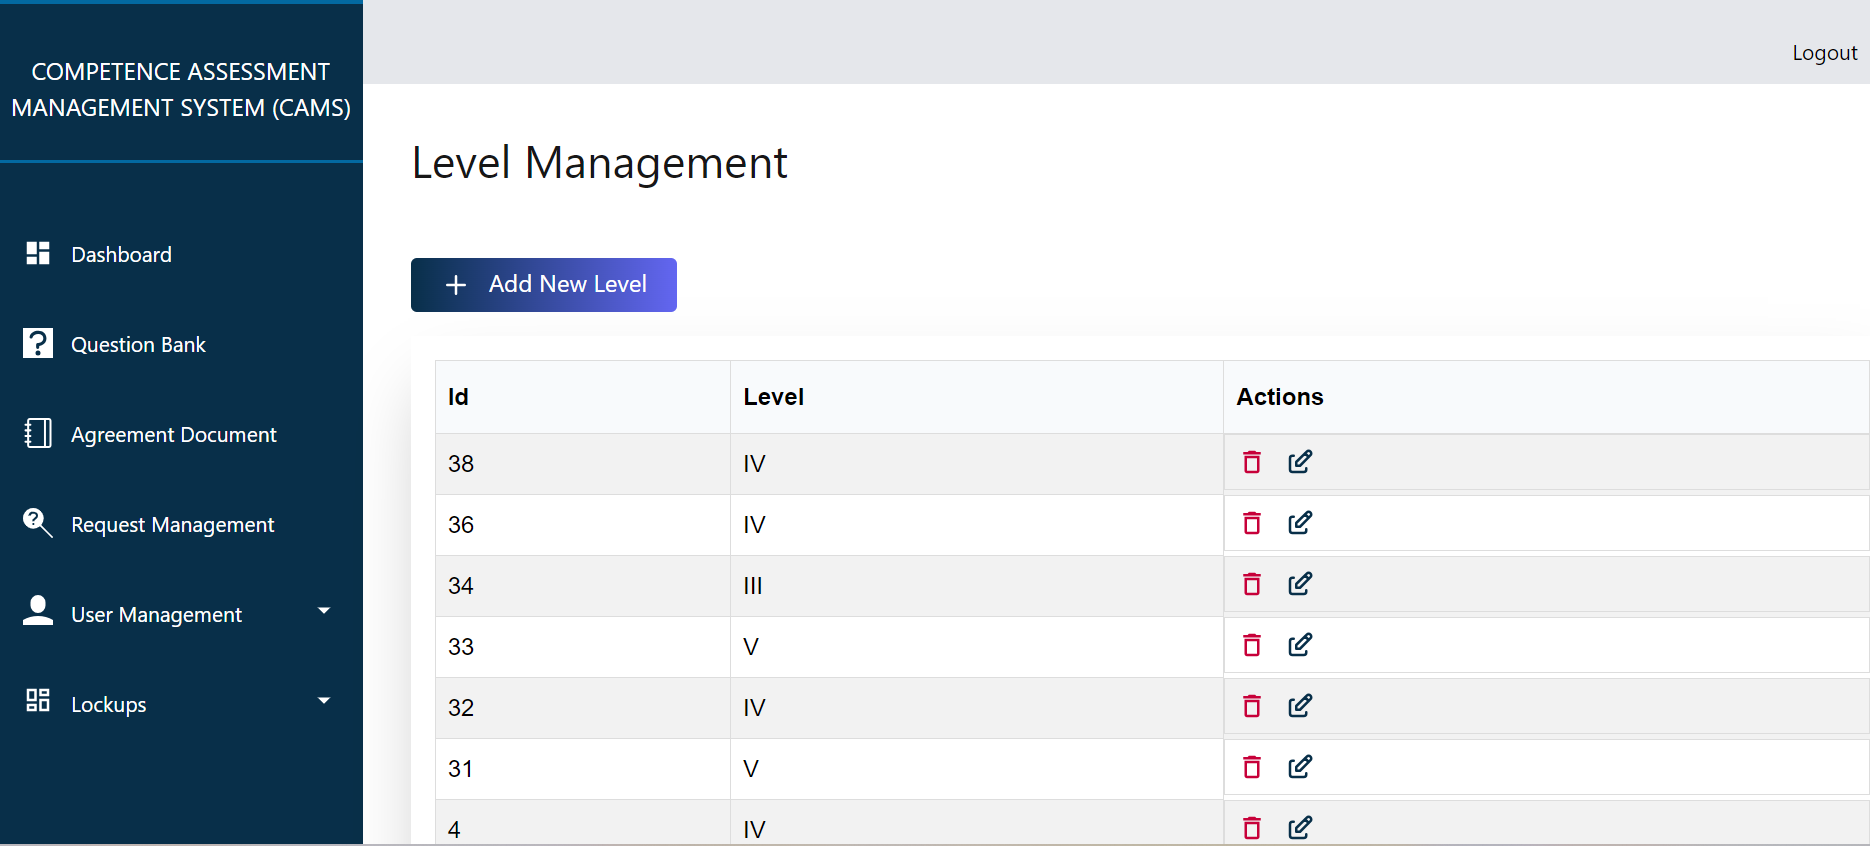 COMPETENCE ASSESSMENT
MANAGEMENT SYSTEM (CAMS)
Dashboard
Question Bank
Agreement Document
Request Management
User Management
Lockups
Logout
Level Management
+ Add New Level
Id Level Actions
38 IV
36 IV
34 III
33 V
32 IV
31 V
4 IV